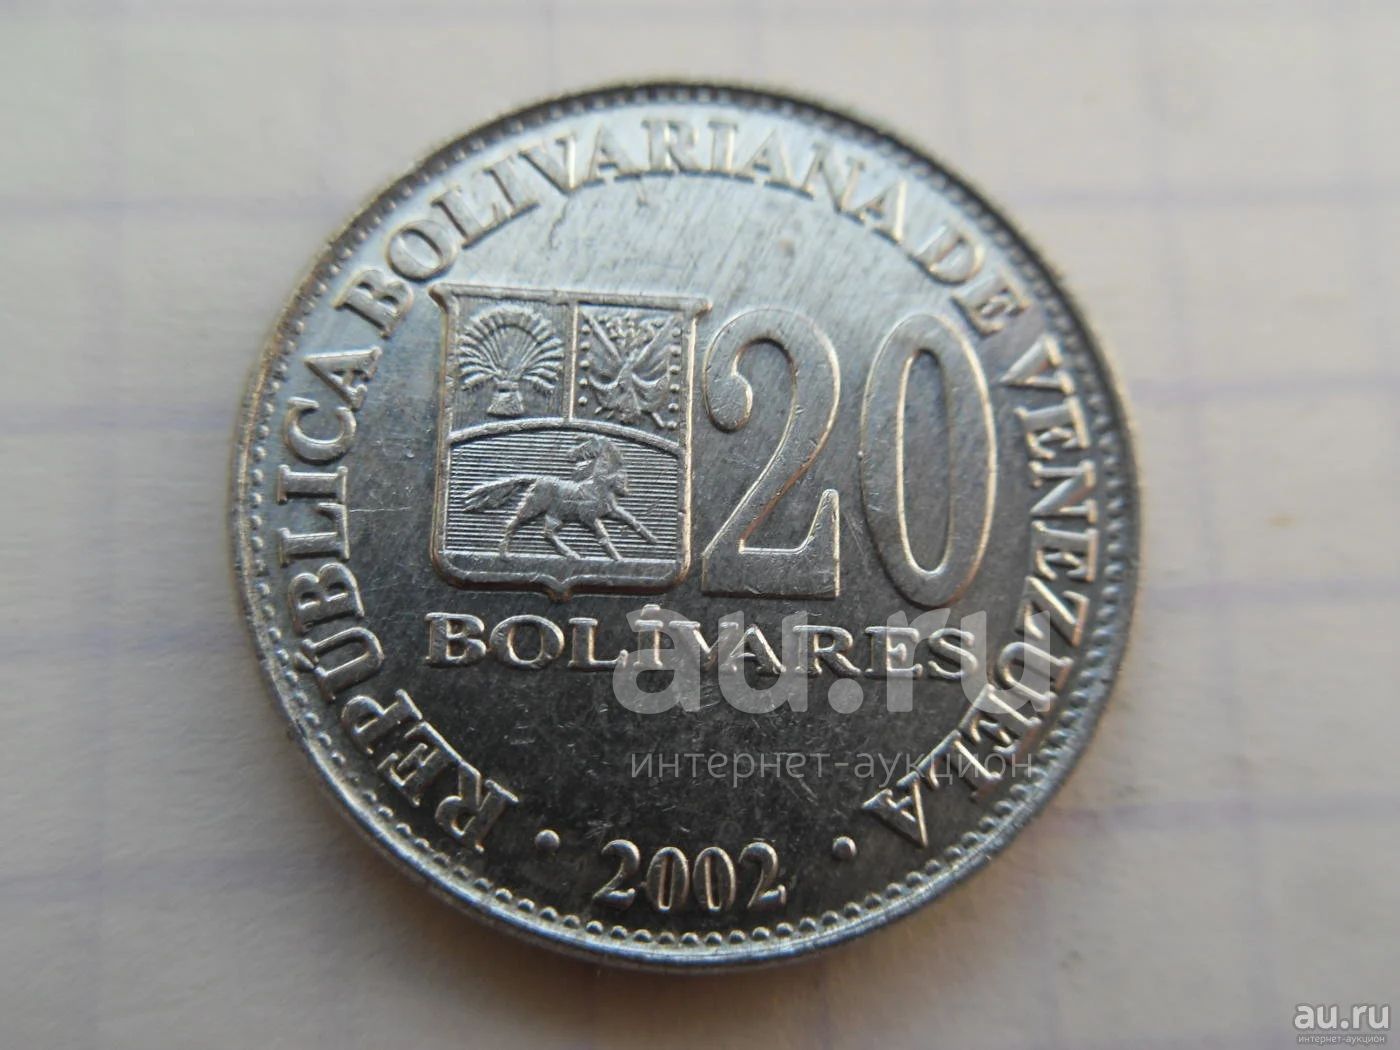 REPÚBLICA BOLIVARIANA DE VENEZUELA
20
BOLÍVARES
• 2002 •
au.ru
интернет-аукцион
au.ru
интернет-аукцион